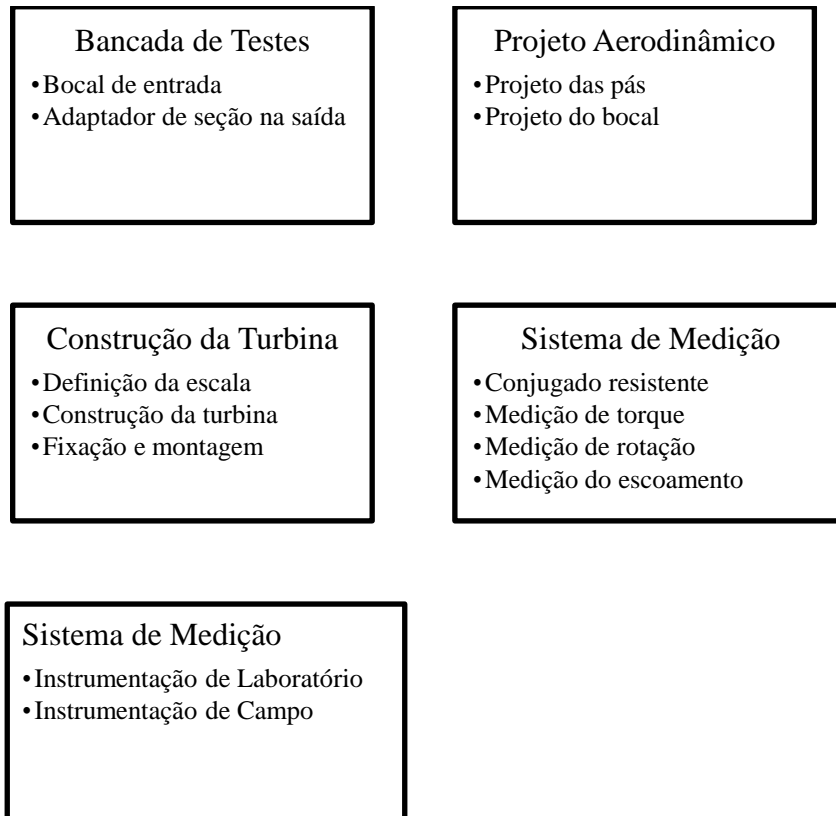 Bancada de Testes
•Bocal de entrada
•Adaptador de seção na saída
Projeto Aerodinâmico
•Projeto das pás
•Projeto do bocal
Construção da Turbina
•Definição da escala
•Construção da turbina
•Fixação e montagem
Sistema de Medição
•Conjugado resistente
•Medição de torque
•Medição de rotação
•Medição do escoamento
Sistema de Medição
•Instrumentação de Laboratório
•Instrumentação de Campo